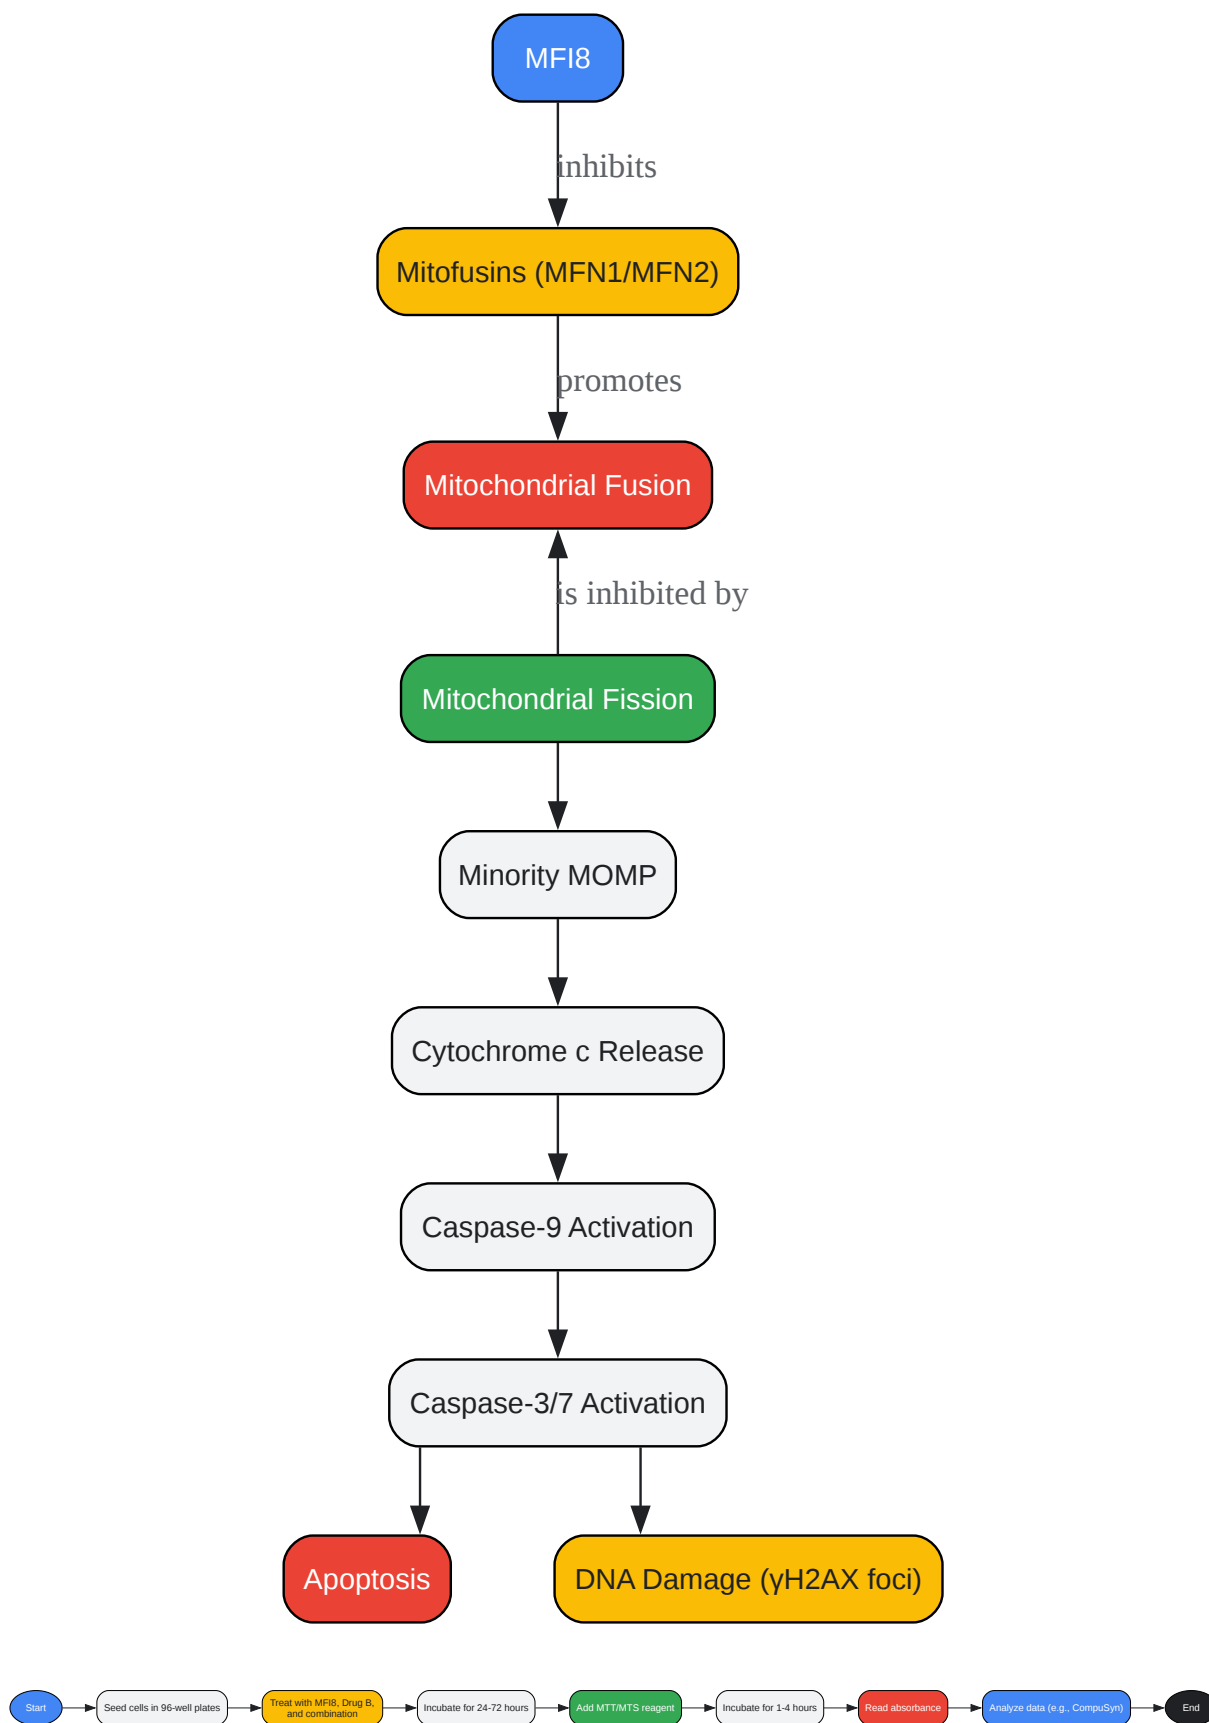 MFI8
inhibits
Mitofusins (MFN1/MFN2)
promotes
Mitochondrial Fusion
is inhibited by
Mitochondrial Fission
Minority MOMP
Cytochrome c Release
Caspase-9 Activation
Caspase-3/7 Activation
Apoptosis
DNA Damage (γH2AX foci)
Start
Seed cells in 96-well plates
Treat with MFI8, Drug B,
and combination
Incubate for 24-72 hours
Add MTT/MTS reagent
Incubate for 1-4 hours
Read absorbance
Analyze data (e.g., CompuSyn)
End